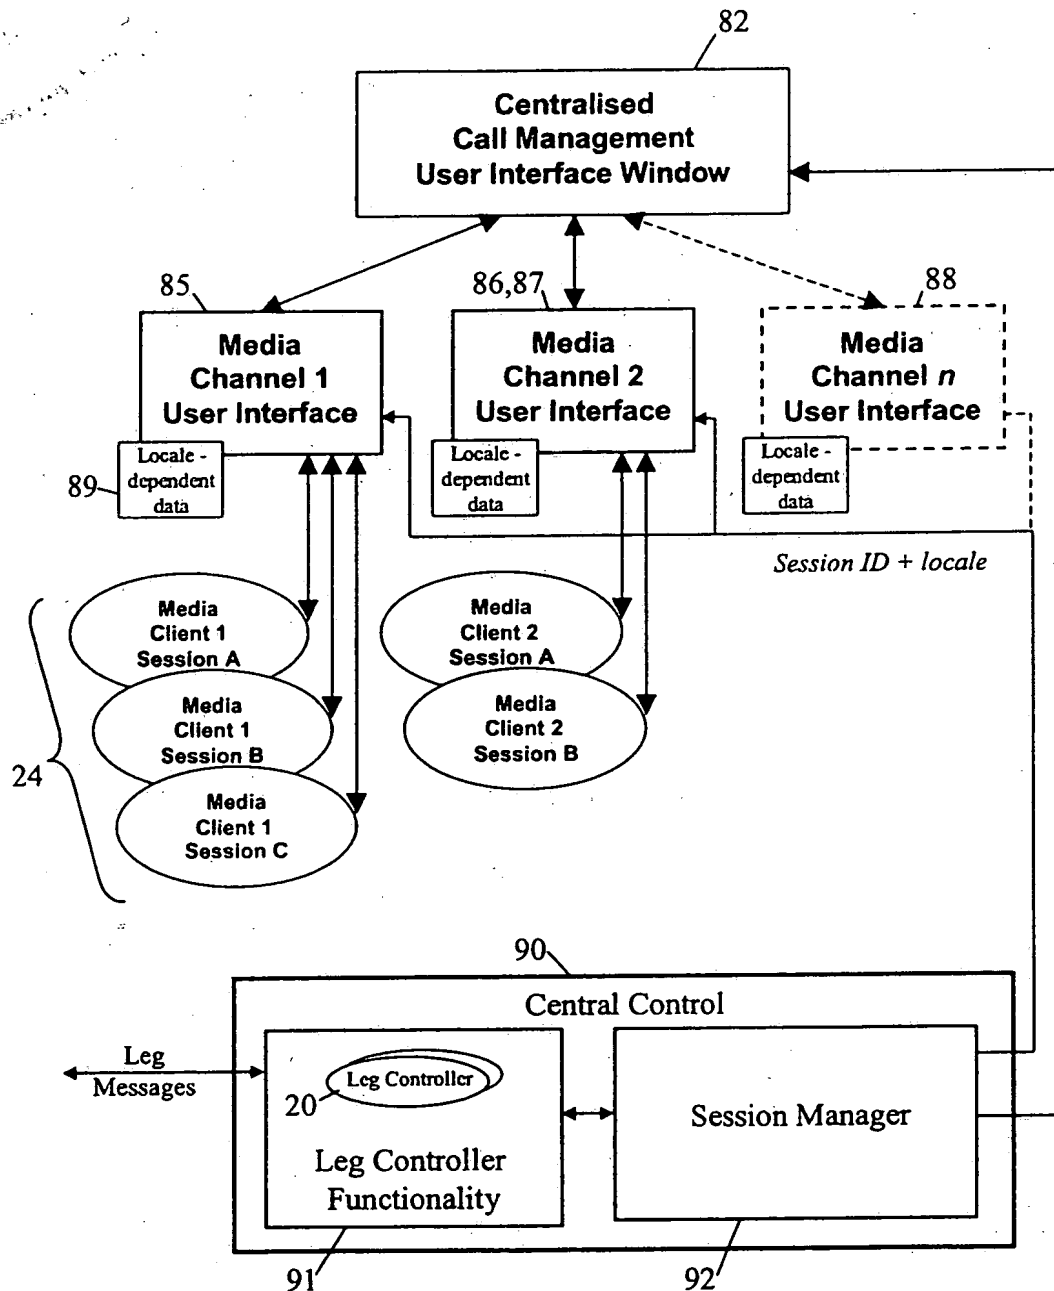 82
Centralised
Call Management
User Interface Window
85
86,87
88
Media
Channel 1
User Interface
Media
Channel 2
User Interface
Media
Channel n
User Interface
89
Locale -
dependent
data
Locale -
dependent
data
Locale -
dependent
data
Session ID + locale
Media
Client 1
Session A
Media
Client 2
Session A
Media
Client 1
Session B
Media
Client 2
Session B
24
Media
Client 1
Session C
90
Central Control
Leg
Messages
20
Leg Controller
Leg Controller
Functionality
Session Manager
91
92